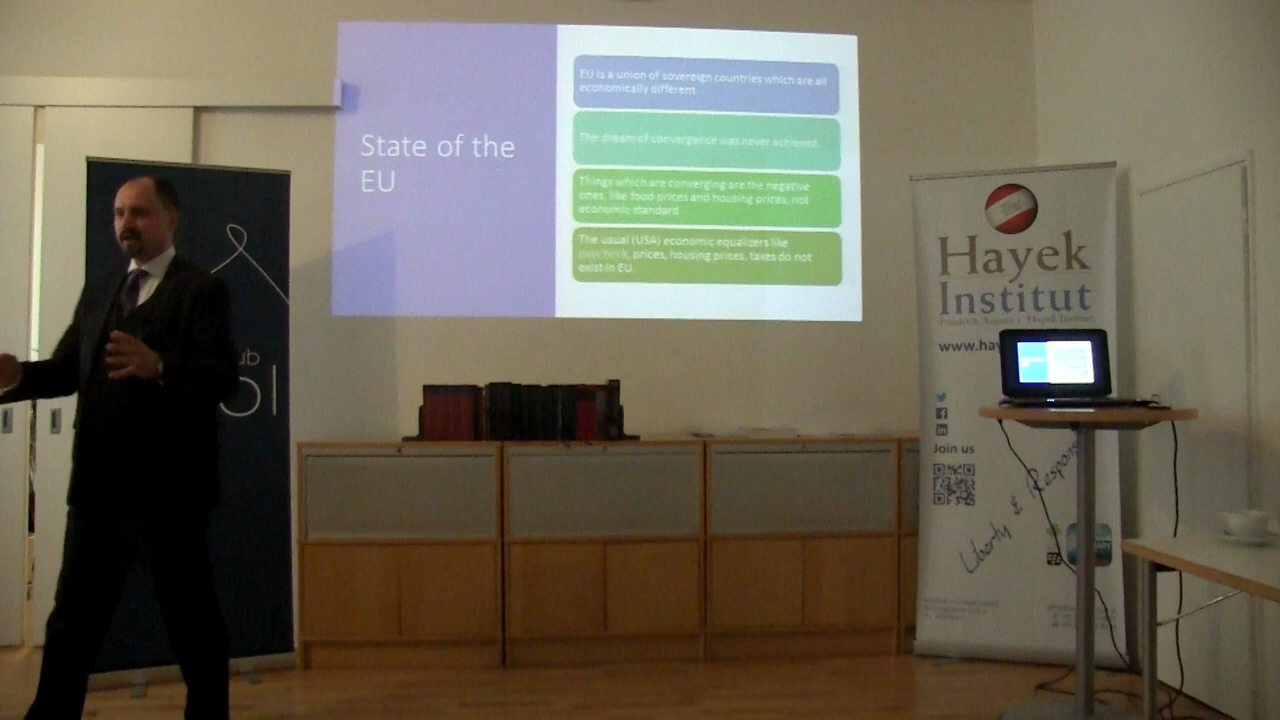 State of the
EU
EU is a union of sovereign countries which are all
economically different.
The dream of convergence was never achieved.
Things which are converging are the negative
ones, like food prices and housing prices, not
economic standard.
The usual (USA) economic equalizers like
paycheck, prices, housing prices, taxes do not
exist in EU.
ub
ol
Hayek
Institut
Friedrich August v. Hayek Institut
www.hay
Join us
Liberty & Respons